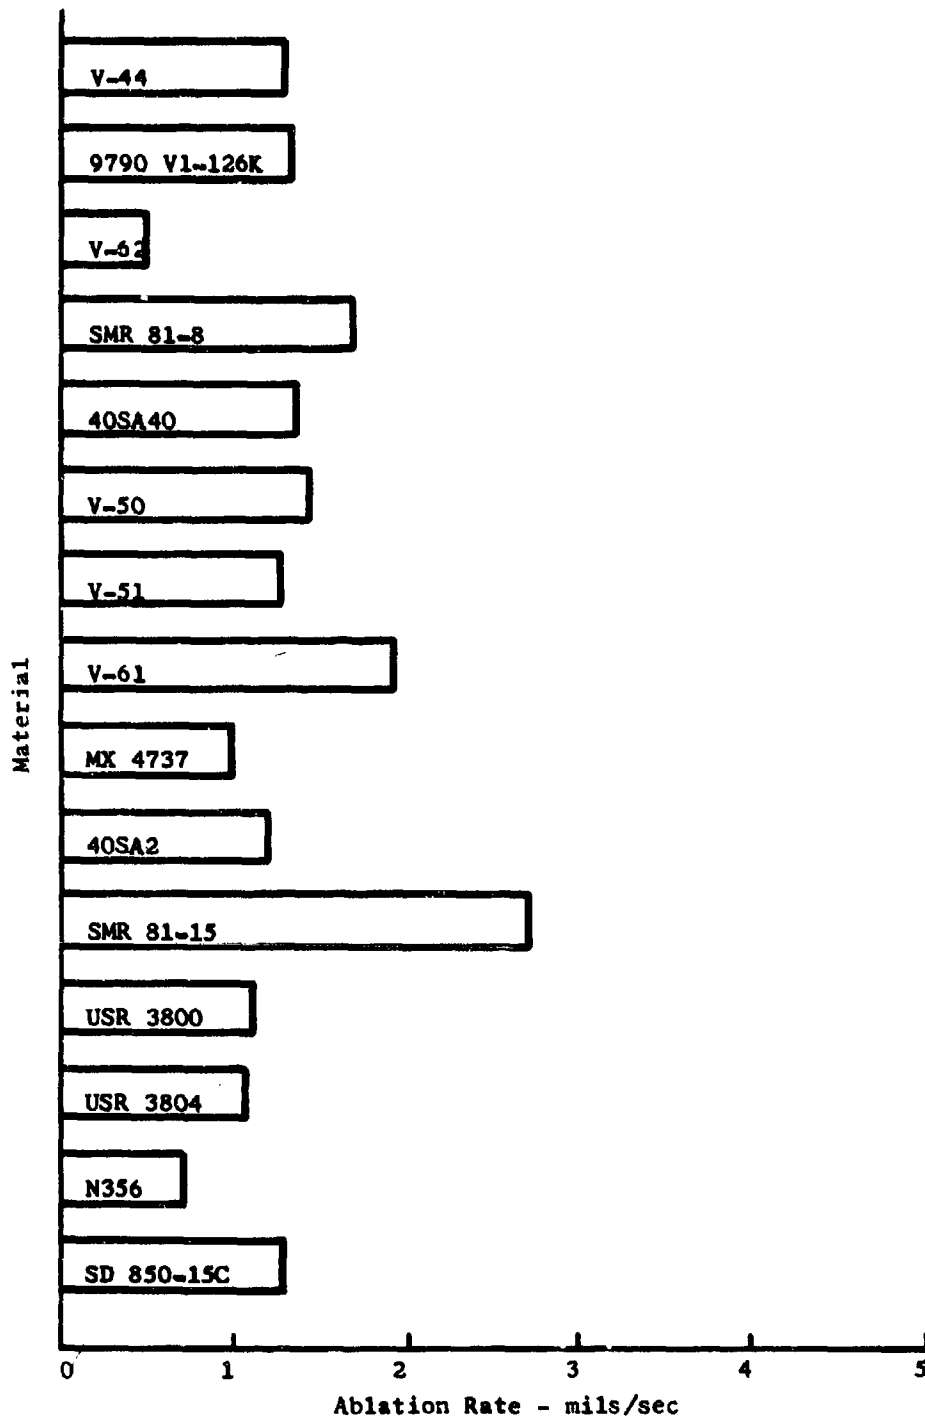 V-44
9790 V1-126K
V-62
SMR 81-8
40SA40
V-50
V-51
V-61
Material
MX 4737
40SA2
SMR 81-15
USR 3800
USR 3804
N356
SD 850-15C
0 1 2 3 4 5
Ablation Rate - mils/sec